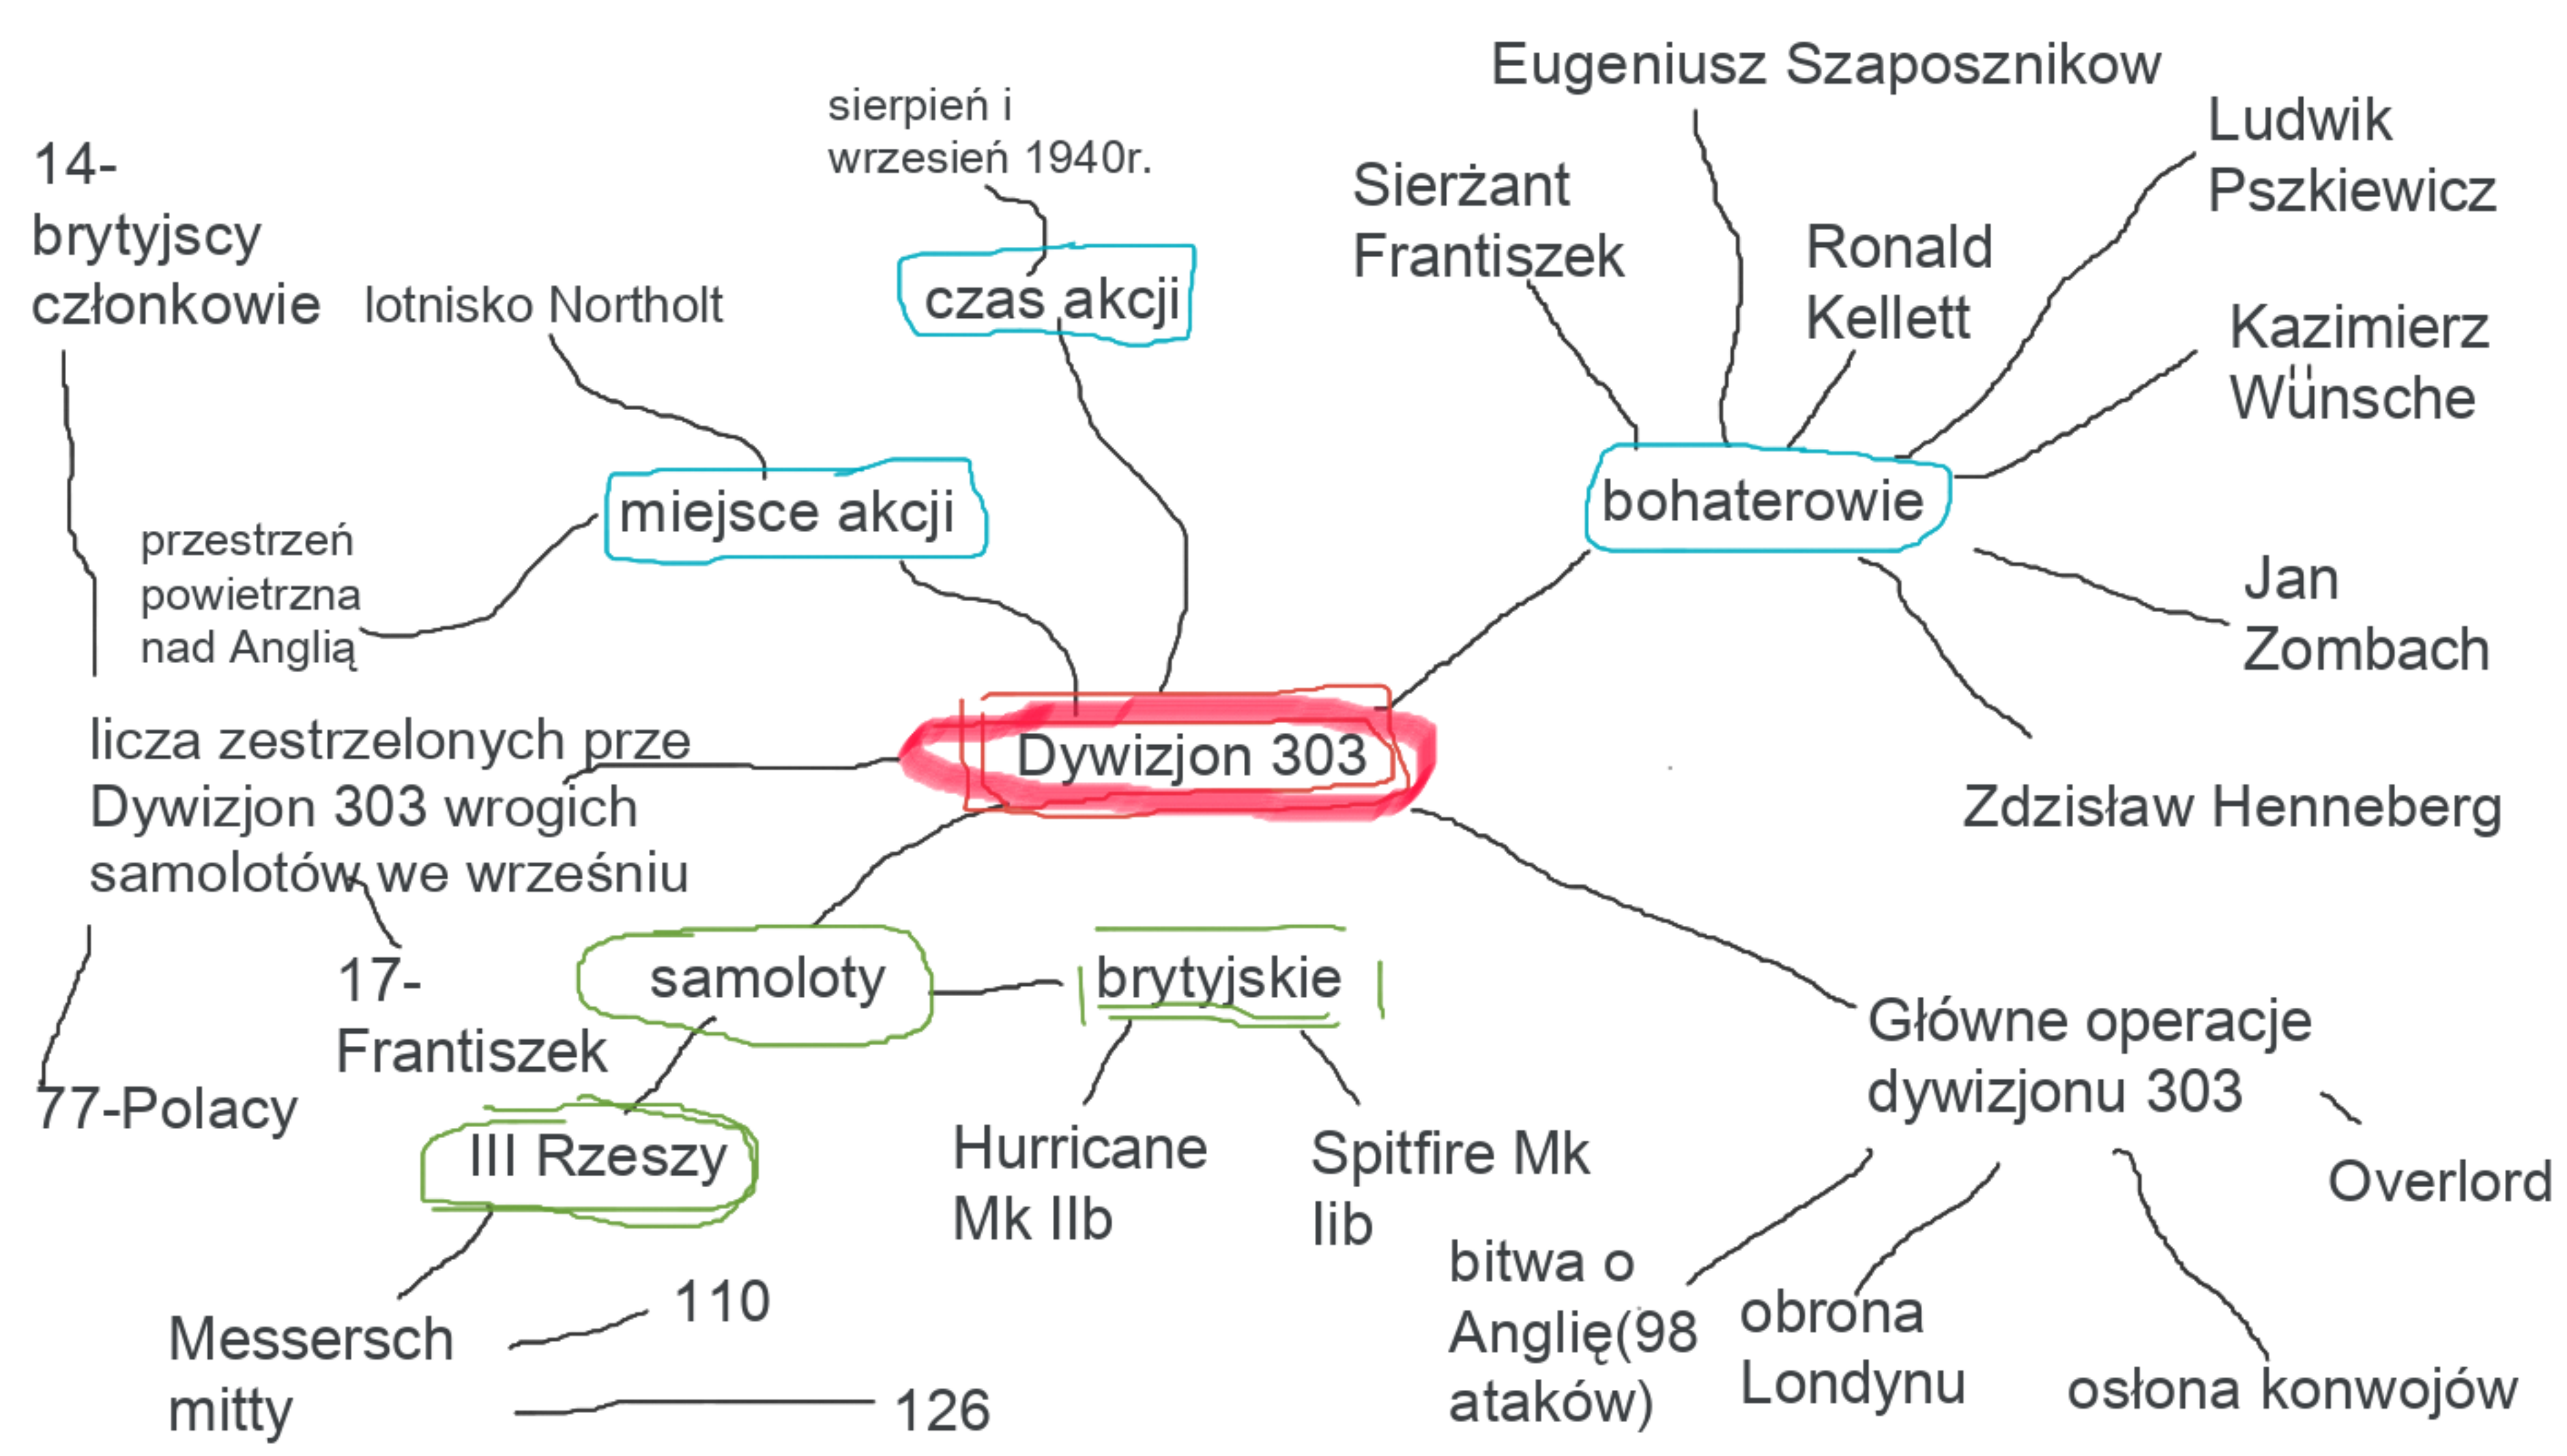 Eugeniusz Szaposznikow
sierpień i
wrzesień 1940r.
Ludwik
Pszkiewicz
14-
brytyjscy
członkowie
Sierżant
Frantiszek
Ronald
Kellett
lotnisko Northolt
czas akcji
Kazimierz
Wünsche
miejsce akcji
bohaterowie
przestrzeń
powietrzna
nad Anglią
Jan
Zombach
licza zestrzelonych prze
Dywizjon 303 wrogich
samolotów we wrześniu
Dywizjon 303
Zdzisław Henneberg
17-
Frantiszek
samoloty
brytyjskie
Główne operacje
dywizjonu 303
77-Polacy
III Rzeszy
Hurricane
Mk IIb
Spitfire Mk
Iib
Overlord
bitwa o
Anglię(98
ataków)
obrona
Londynu
osłona konwojów
Messersch
mitty
110
126